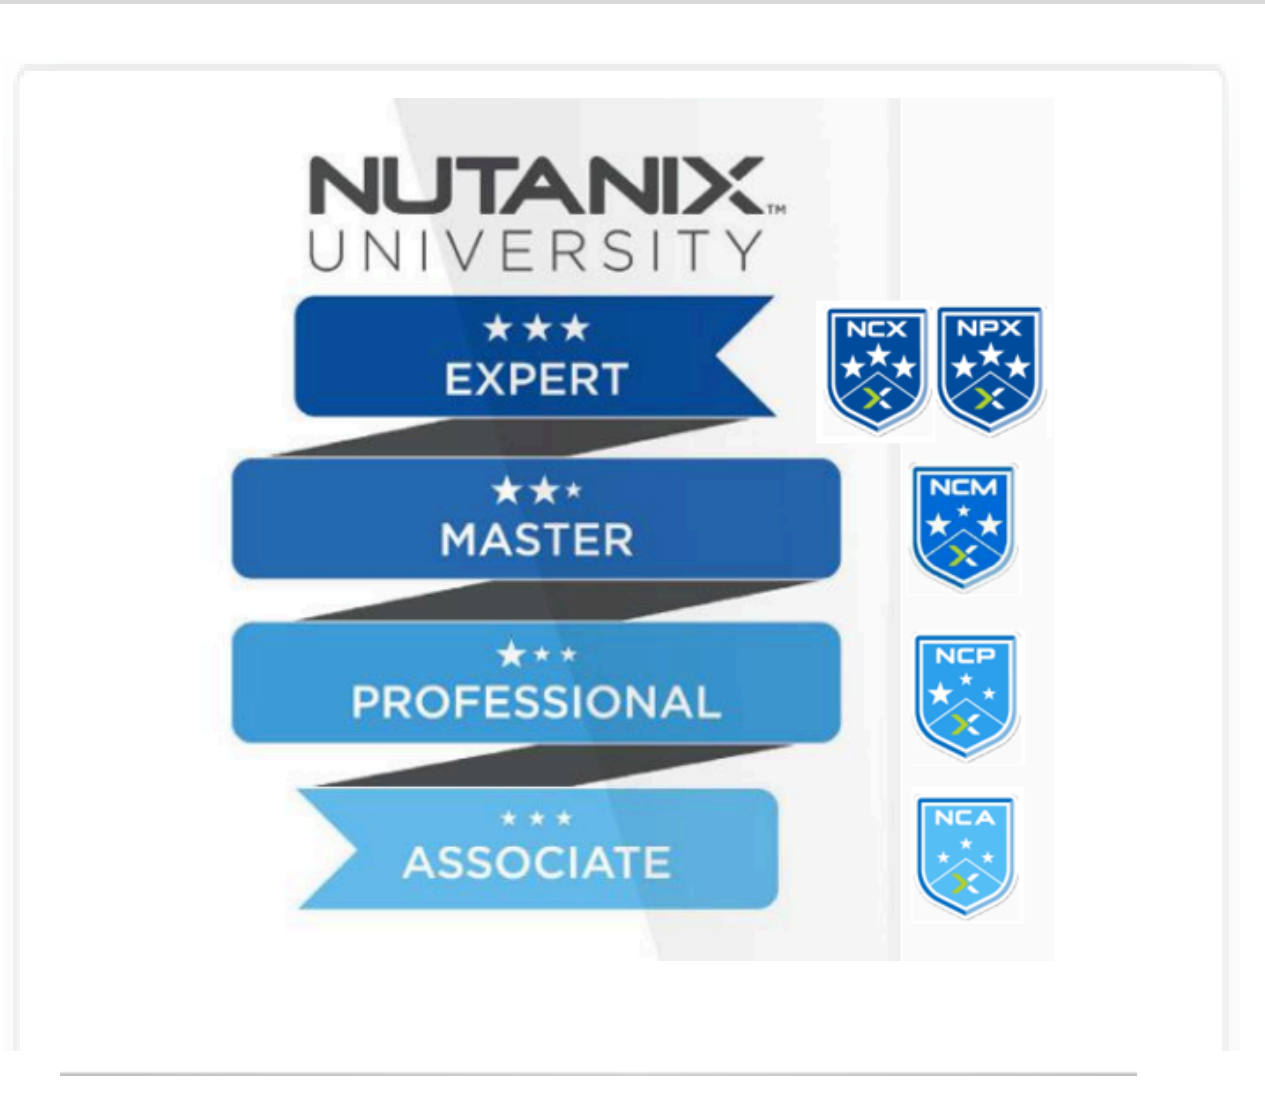 NUTANIX™
UNIVERSITY
EXPERT
NCX
NPX
MASTER
NCM
PROFESSIONAL
NCP
ASSOCIATE
NCA